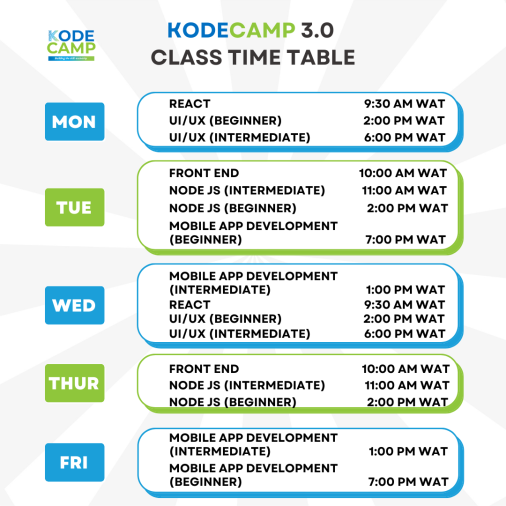 KODE
CAMP
KODECAMP 3.0
CLASS TIME TABLE
MON
REACT 9:30 AM WAT
UI/UX (BEGINNER) 2:00 PM WAT
UI/UX (INTERMEDIATE) 6:00 PM WAT
TUE
FRONT END 10:00 AM WAT
NODE JS (INTERMEDIATE) 11:00 AM WAT
NODE JS (BEGINNER) 2:00 PM WAT
MOBILE APP DEVELOPMENT
(BEGINNER) 7:00 PM WAT
WED
MOBILE APP DEVELOPMENT
(INTERMEDIATE) 1:00 PM WAT
REACT 9:30 AM WAT
UI/UX (BEGINNER) 2:00 PM WAT
UI/UX (INTERMEDIATE) 6:00 PM WAT
THUR
FRONT END 10:00 AM WAT
NODE JS (INTERMEDIATE) 11:00 AM WAT
NODE JS (BEGINNER) 2:00 PM WAT
FRI
MOBILE APP DEVELOPMENT
(INTERMEDIATE) 1:00 PM WAT
MOBILE APP DEVELOPMENT
(BEGINNER) 7:00 PM WAT